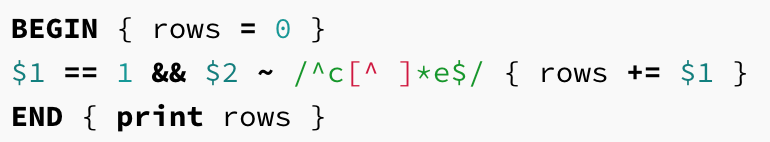 BEGIN { rows = 0 }
$1 == 1 && $2 ~ /^c[^ ]*e$/ { rows += $1 }
END { print rows }